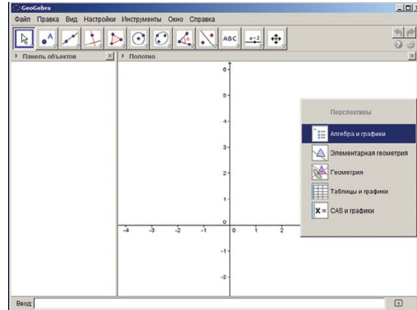 GeoGebra
Файл Правка Вид Настройки Инструменты Окно Справка
ABC
a=2
Панель объектов
Полотно
6
5
4
3
2
1
0
-4 -3 -2 -1 0 1 2
-1
-2
Перспективы
Алгебра и графики
Элементарная геометрия
Геометрия
Таблицы и графики
X= CAS и графики
Ввод: